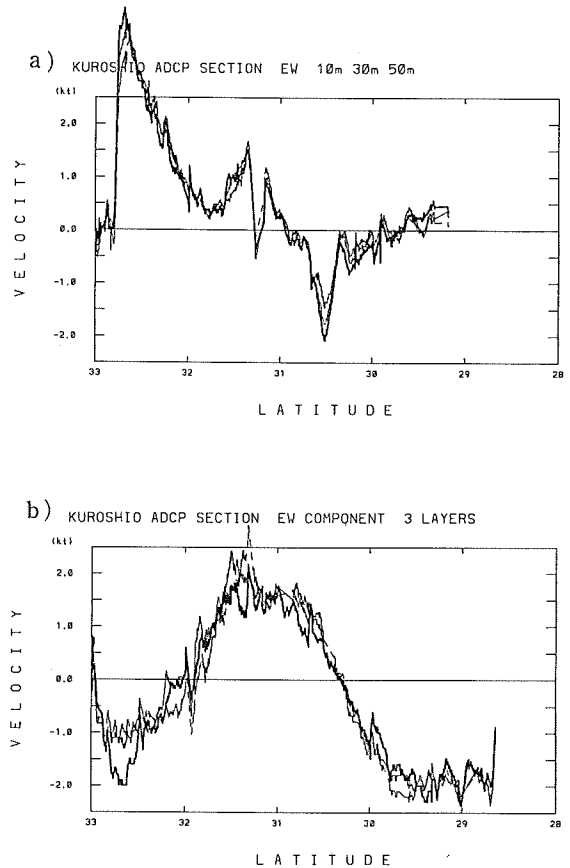 a) KUROSHIO ADCP SECTION EW 10m 30m 50m
(kt)
2.0
1.0
0.0
-1.0
-2.0
VELOCITY
33 32 31 30 29 28
LATITUDE
b) KUROSHIO ADCP SECTION EW COMPONENT 3 LAYERS
(kt)
2.0
1.0
0.0
-1.0
-2.0
VELOCITY
33 32 31 30 29 28
LATITUDE